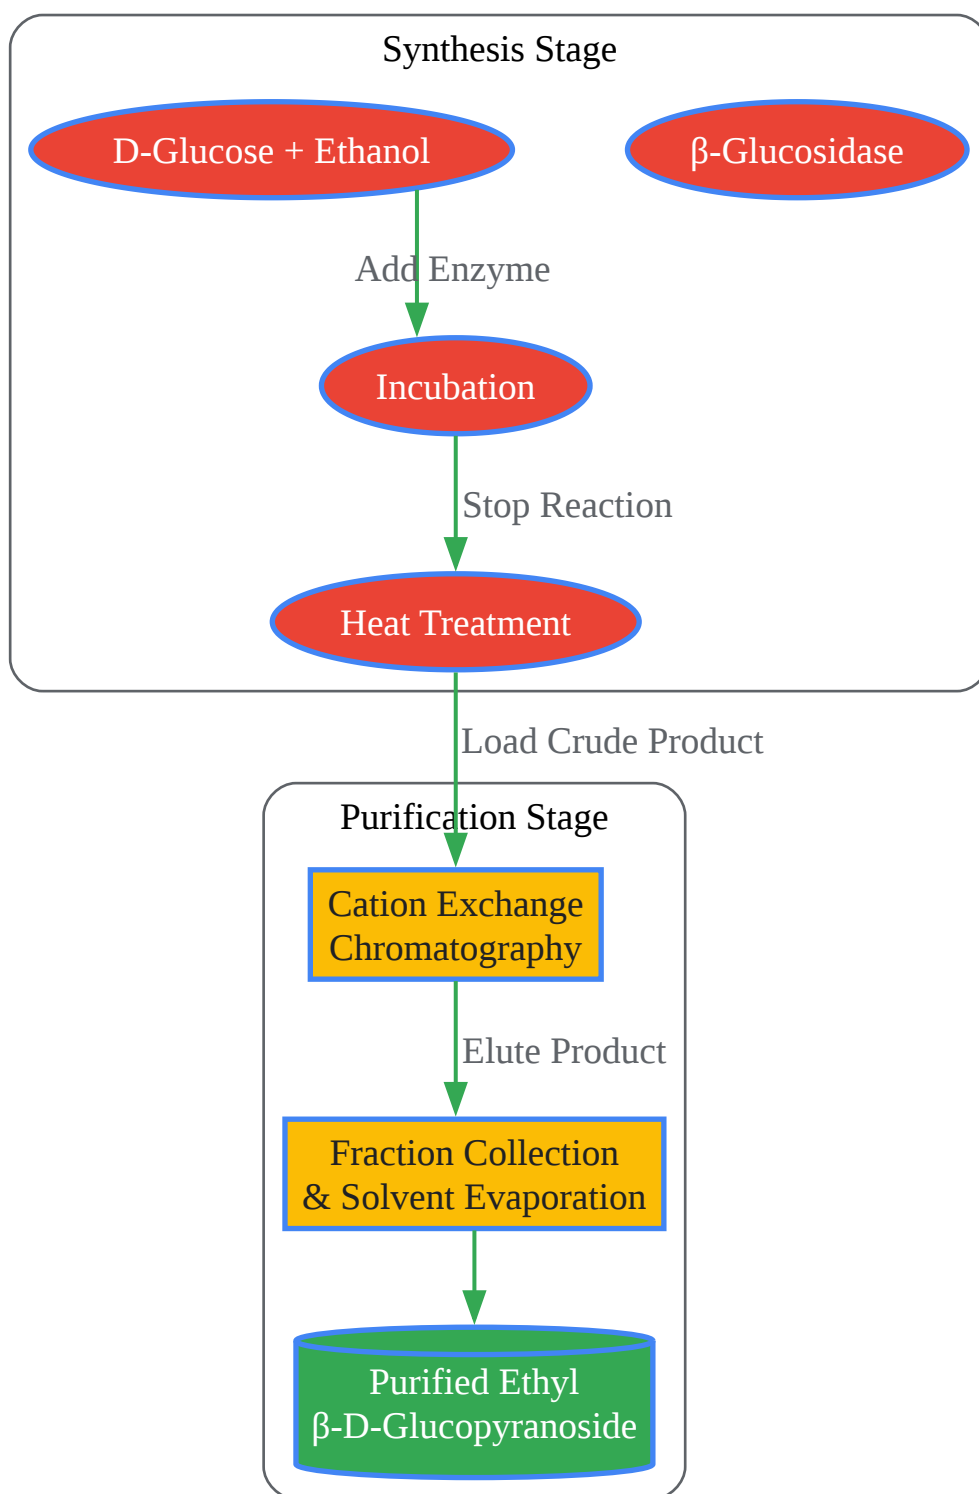 Synthesis Stage
D-Glucose + Ethanol
β-Glucosidase
Add Enzyme
Incubation
Stop Reaction
Heat Treatment
Load Crude Product
Purification Stage
Cation Exchange
Chromatography
Elute Product
Fraction Collection
& Solvent Evaporation
Purified Ethyl
β-D-Glucopyranoside